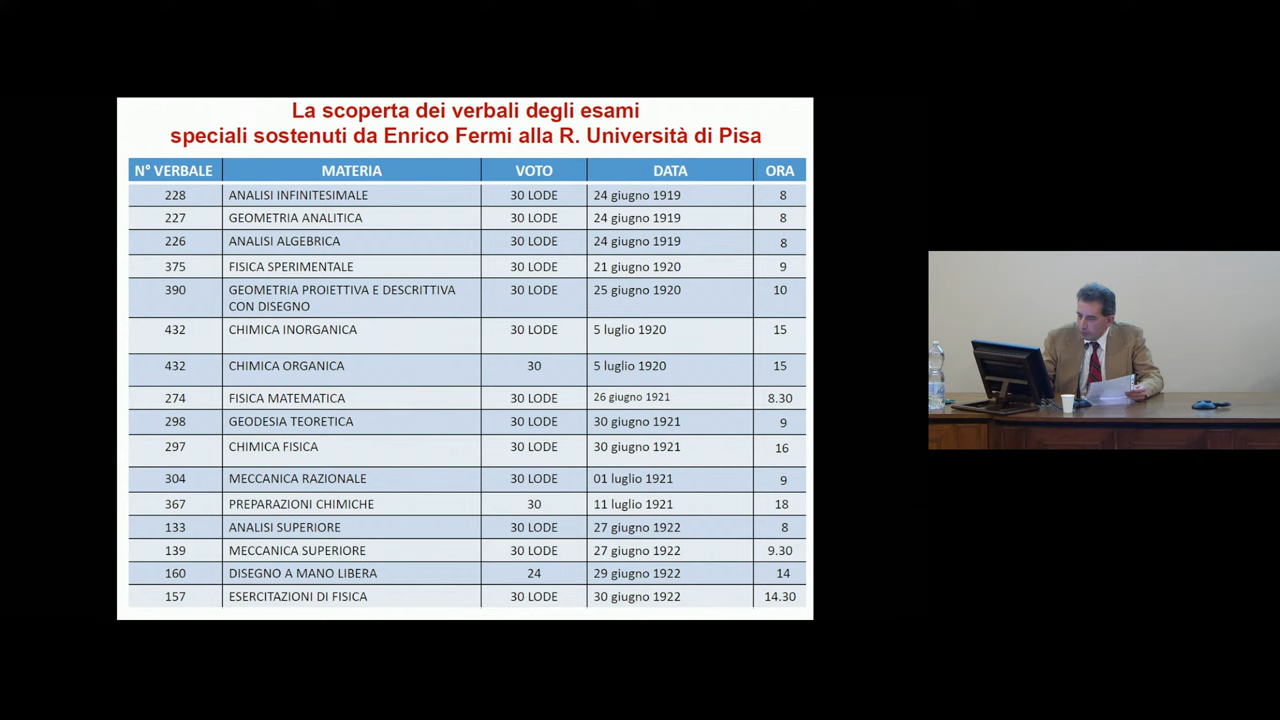 La scoperta dei verbali degli esami
speciali sostenuti da Enrico Fermi alla R. Università di Pisa
N° VERBALE MATERIA VOTO DATA ORA
228 ANALISI INFINITESIMALE 30 LODE 24 giugno 1919 8
227 GEOMETRIA ANALITICA 30 LODE 24 giugno 1919 8
226 ANALISI ALGEBRICA 30 LODE 24 giugno 1919 8
375 FISICA SPERIMENTALE 30 LODE 21 giugno 1920 9
390 GEOMETRIA PROIETTIVA E DESCRITTIVA 30 LODE 25 giugno 1920 10
CON DISEGNO
432 CHIMICA INORGANICA 30 LODE 5 luglio 1920 15
432 CHIMICA ORGANICA 30 5 luglio 1920 15
274 FISICA MATEMATICA 30 LODE 26 giugno 1921 8.30
298 GEODESIA TEORETICA 30 LODE 30 giugno 1921 9
297 CHIMICA FISICA 30 LODE 30 giugno 1921 16
304 MECCANICA RAZIONALE 30 LODE 01 luglio 1921 9
367 PREPARAZIONI CHIMICHE 30 11 luglio 1921 18
133 ANALISI SUPERIORE 30 LODE 27 giugno 1922 8
139 MECCANICA SUPERIORE 30 LODE 27 giugno 1922 9.30
160 DISEGNO A MANO LIBERA 24 29 giugno 1922 14
157 ESERCITAZIONI DI FISICA 30 LODE 30 giugno 1922 14.30